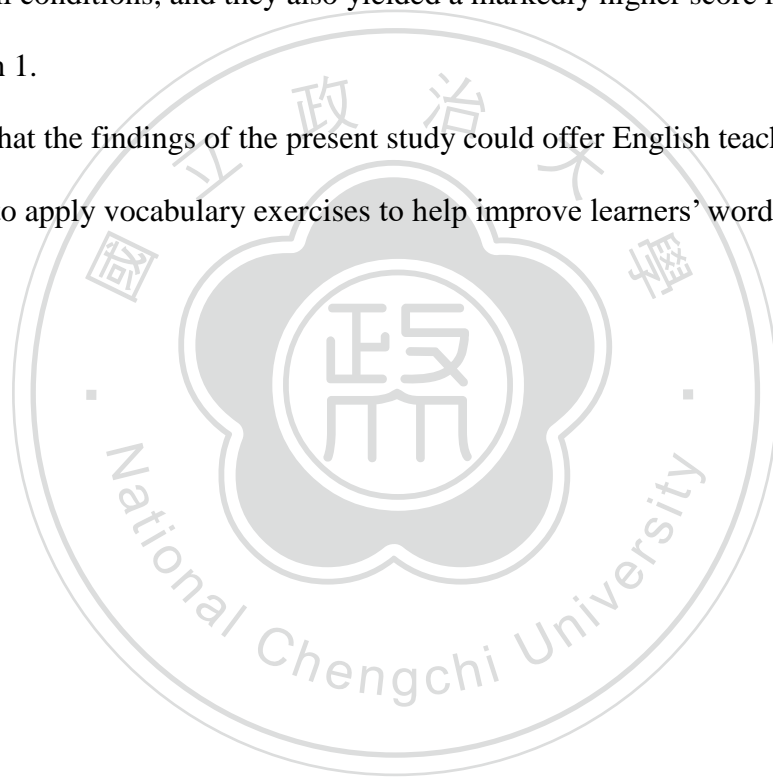 conditions, and they also yielded a markedly higher score
1.
hat the findings of the present study could offer English teach
o apply vocabulary exercises to help improve learners' word
國立政治大學
政
National Chengchi University